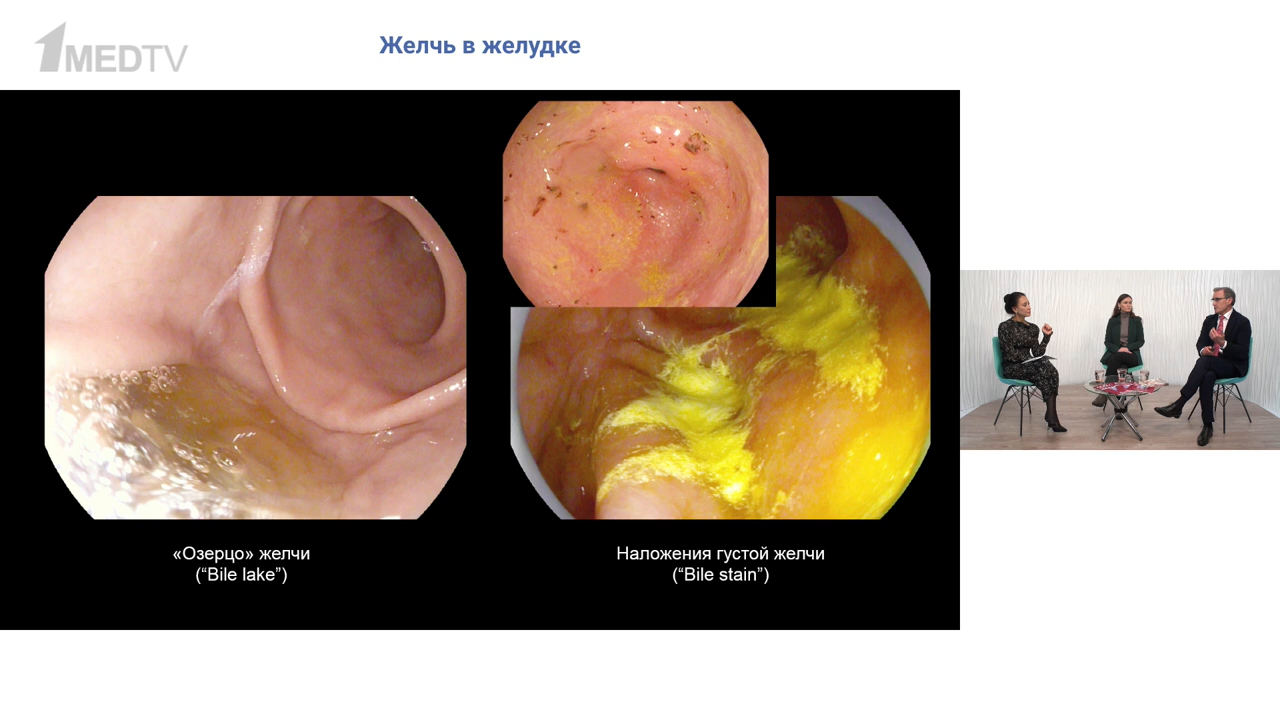 1MEDTV
Желчь в желудке
«Озерцо» желчи
(“Bile lake”)
Наложения густой желчи
(“Bile stain”)